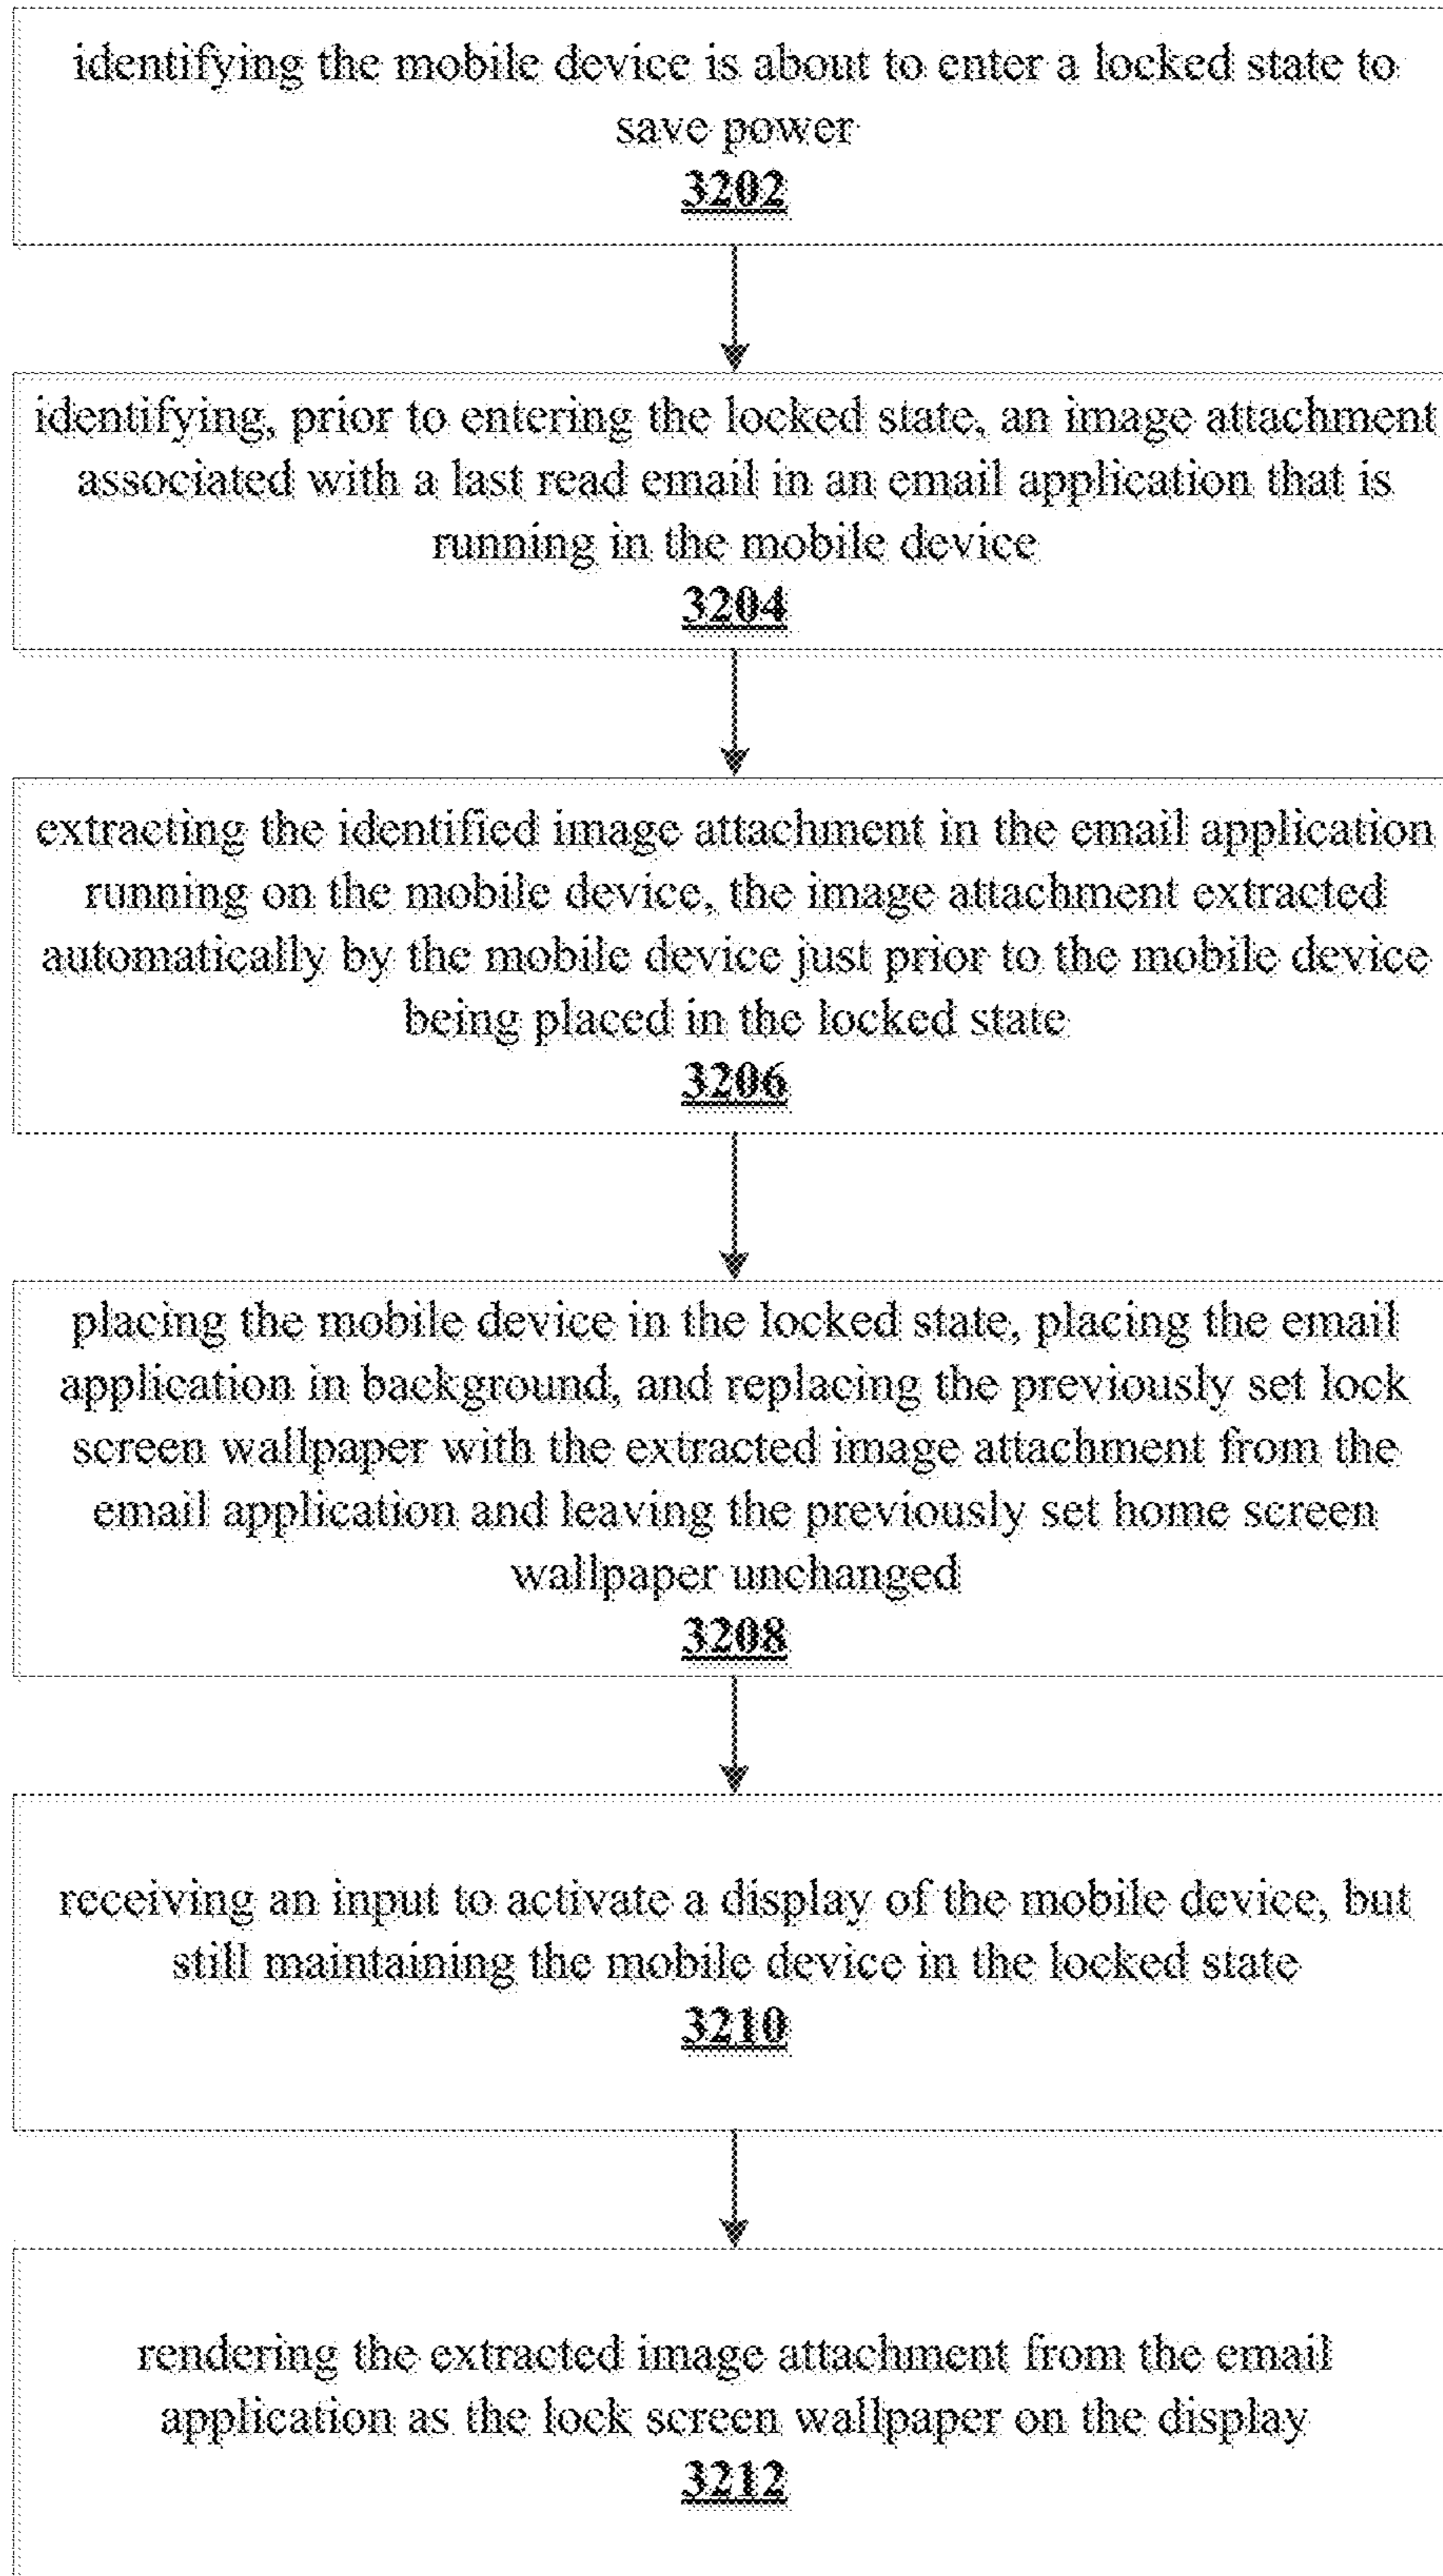 identifying the mobile device is about to enter a locked state to
save power
3202
identifying, prior to entering the locked state, an image attachment
associated with a last read email in an email application that is
running in the mobile device
3204
extracting the identified image attachment in the email application
running on the mobile device, the image attachment extracted
automatically by the mobile device just prior to the mobile device
being placed in the locked state
3206
placing the mobile device in the locked state, placing the email
application in background, and replacing the previously set lock
screen wallpaper with the extracted image attachment from the
email application and leaving the previously set home screen
wallpaper unchanged
3208
receiving an input to activate a display of the mobile device, but
still maintaining the mobile device in the locked state
3210
rendering the extracted image attachment from the email
application as the lock screen wallpaper on the display
3212